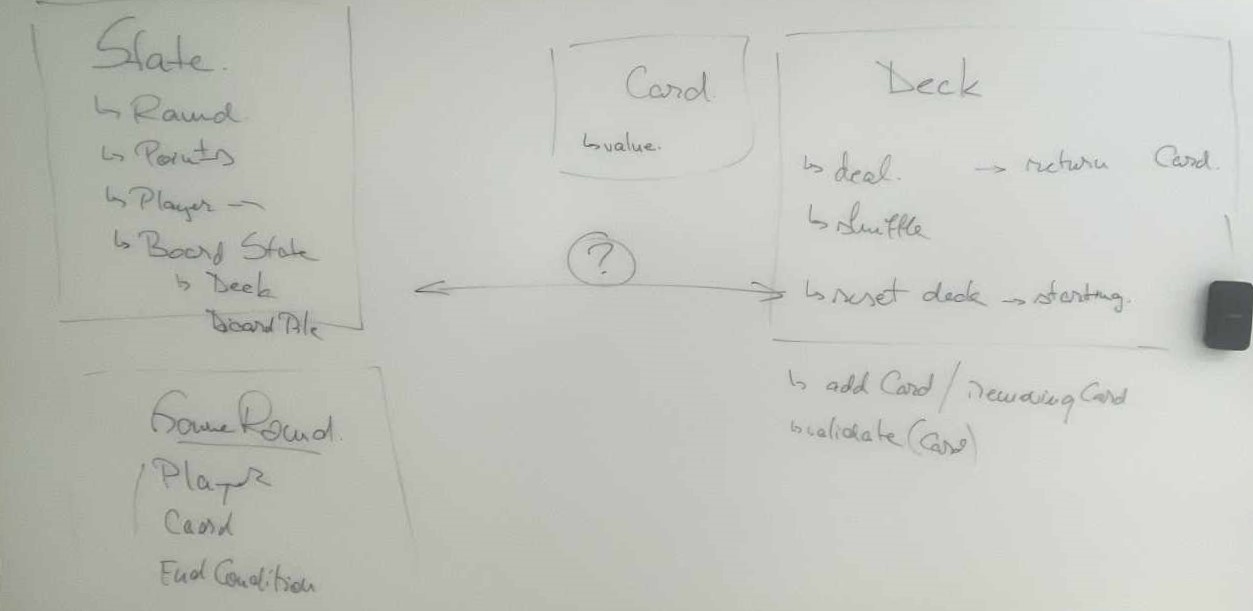 State.
↳ Round
↳ Points
↳ Player —
↳ Board State
↳ Deck
Discard Pile
Card
↳ value.
Deck
↳ deal. → return Card.
↳ shuffle
?
↳ reset deck → starting.
↳ add Card / removing Card
↳ validate (Card)
Game Round.
Player
Card
End Condition